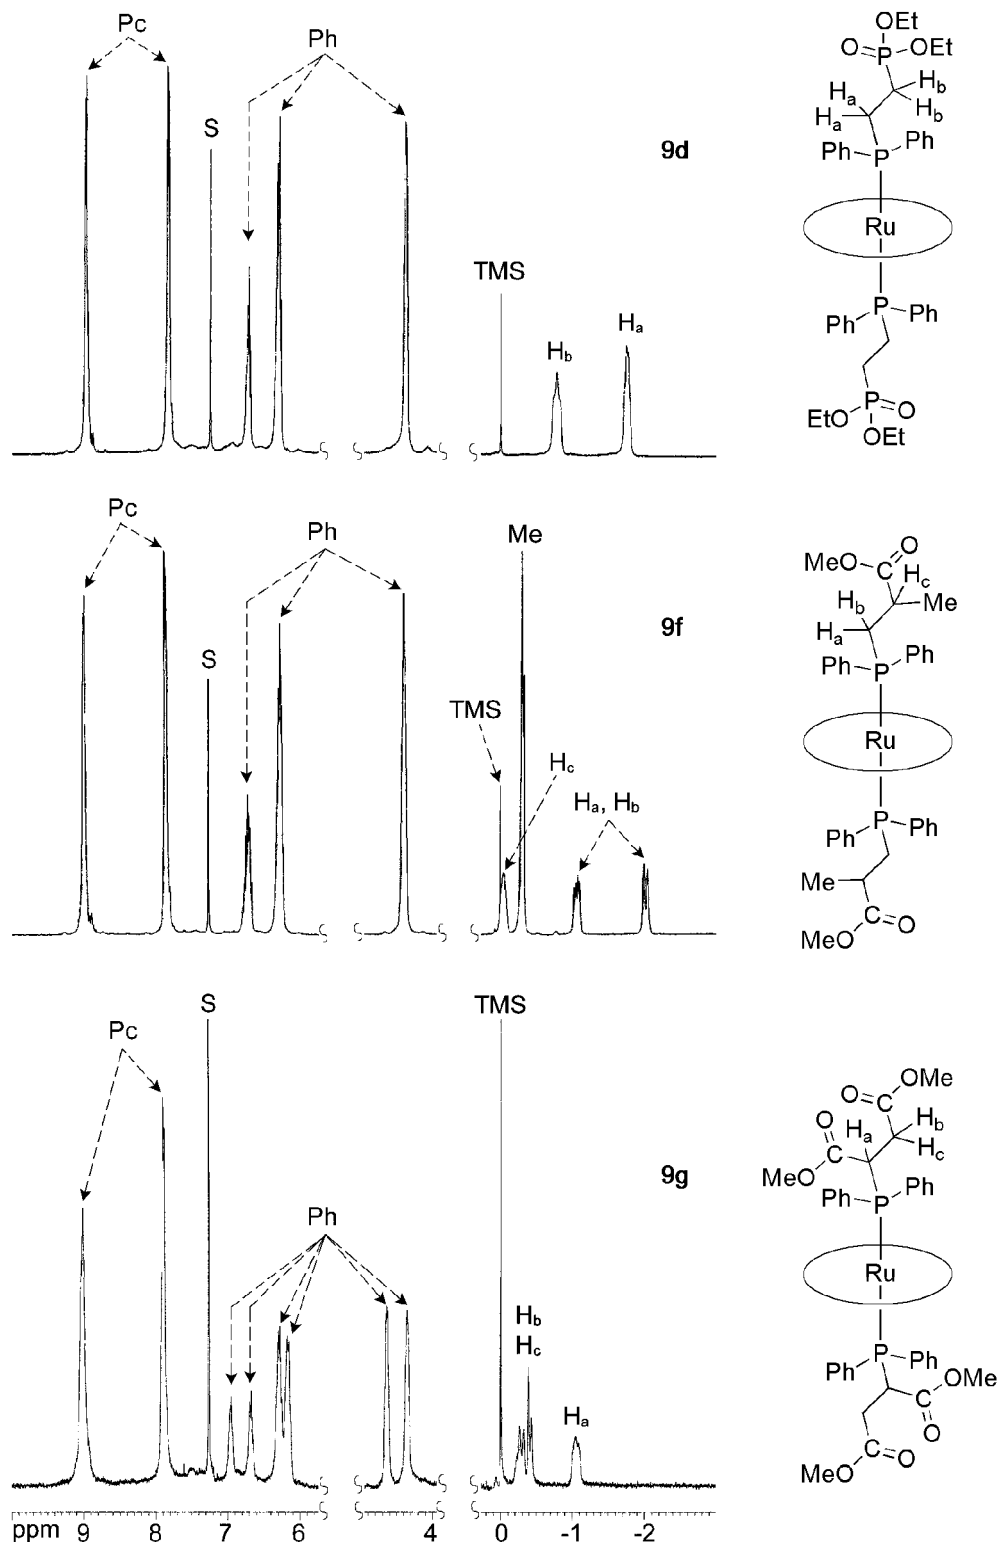 Pc
Ph
S
9d
TMS
Hb
Ha
OEt
O=P-OEt
Ha
Hb
Ha
Hb
Ph P Ph
Ru
Ph P Ph
EtO P=O
OEt
Pc
Ph
Me
S
9f
TMS
Hc
Ha, Hb
MeO C O
Hc
Hb
Me
Ha
Ph P Ph
Ru
Ph P Ph
Me
MeO C O
Pc
S
TMS
9g
Ph
Hb
Hc
Ha
OMe
O=C
O
Ha
Hb
C
Hc
MeO
Ph P Ph
Ru
Ph P Ph
OMe
C
O
C=O
MeO
ppm 9 8 7 6 4 0 -1 -2